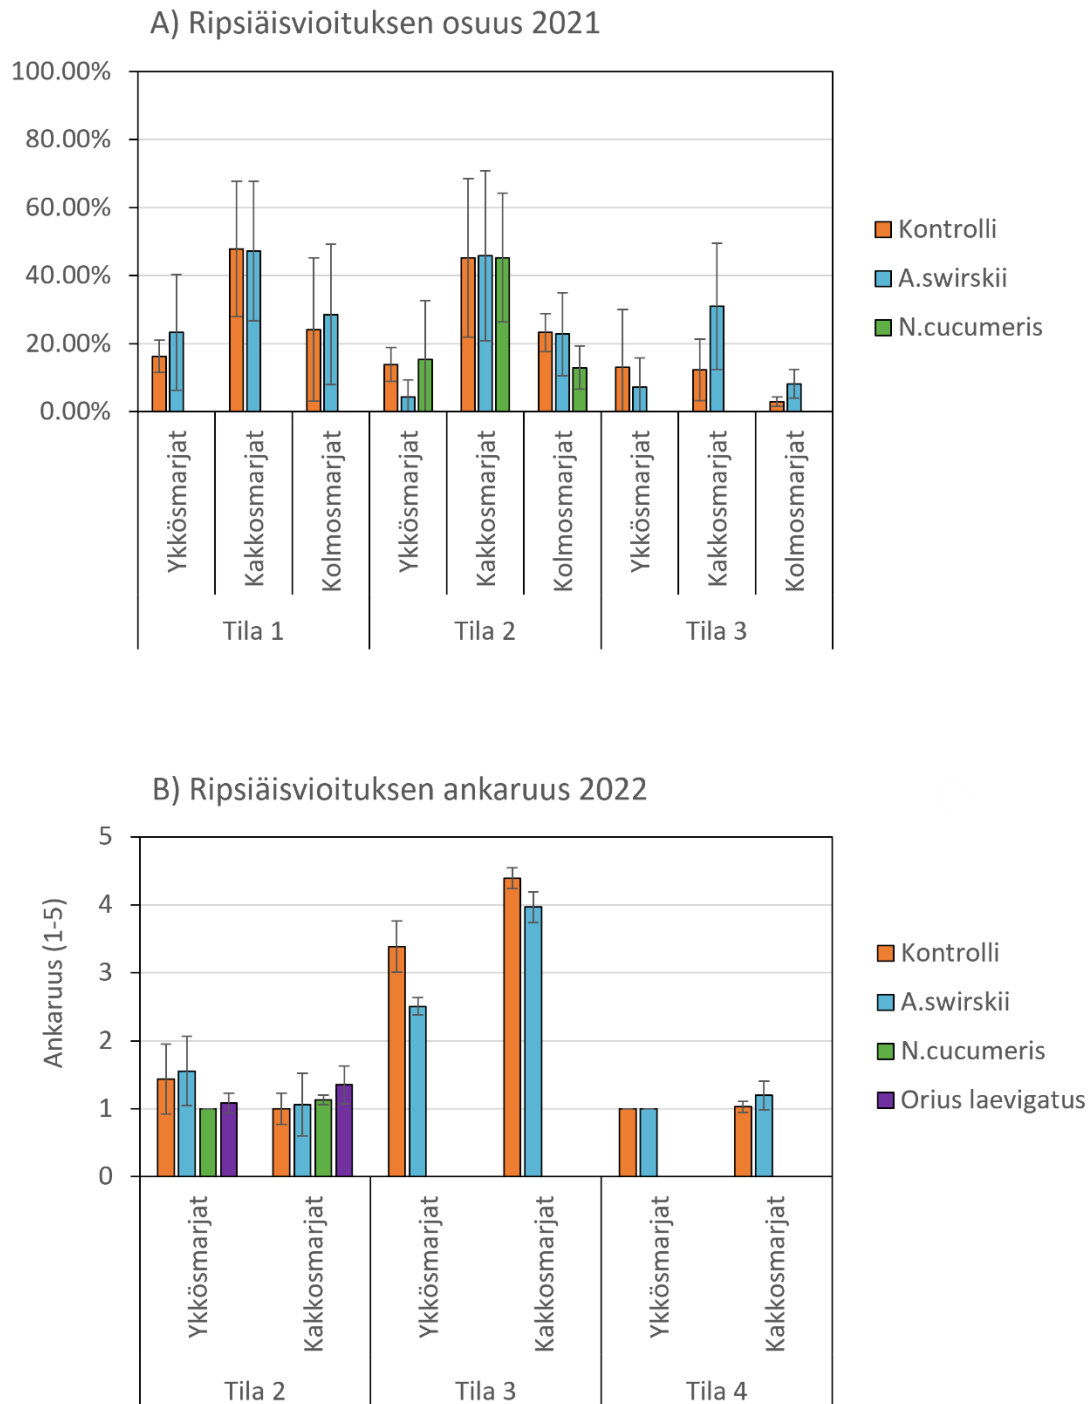 A) Ripsiäisvioituksen osuus 2021
100.00%
80.00%
60.00%
40.00%
20.00%
0.00%
Kontrolli
A.swirskii
N.cucumeris
Ykkösmarjat
Kakkosmarjat
Kolmosmarjat
Ykkösmarjat
Kakkosmarjat
Kolmosmarjat
Ykkösmarjat
Kakkosmarjat
Kolmosmarjat
Tila 1
Tila 2
Tila 3
B) Ripsiäisvioituksen ankaruus 2022
Ankaruus (1-5)
5
4
3
2
1
0
Kontrolli
A.swirskii
N.cucumeris
Orius laevigatus
Ykkösmarjat
Kakkosmarjat
Ykkösmarjat
Kakkosmarjat
Ykkösmarjat
Kakkosmarjat
Tila 2
Tila 3
Tila 4